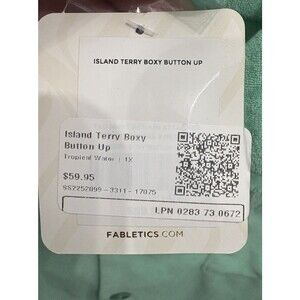 ISLAND TERRY BOXY BUTTON UP
Island Terry Boxy
Button Up
Tropical Water | 1X
$59.95
SS2252099-3311-17075
LPN 0283 73 0672
FABLETICS.COM